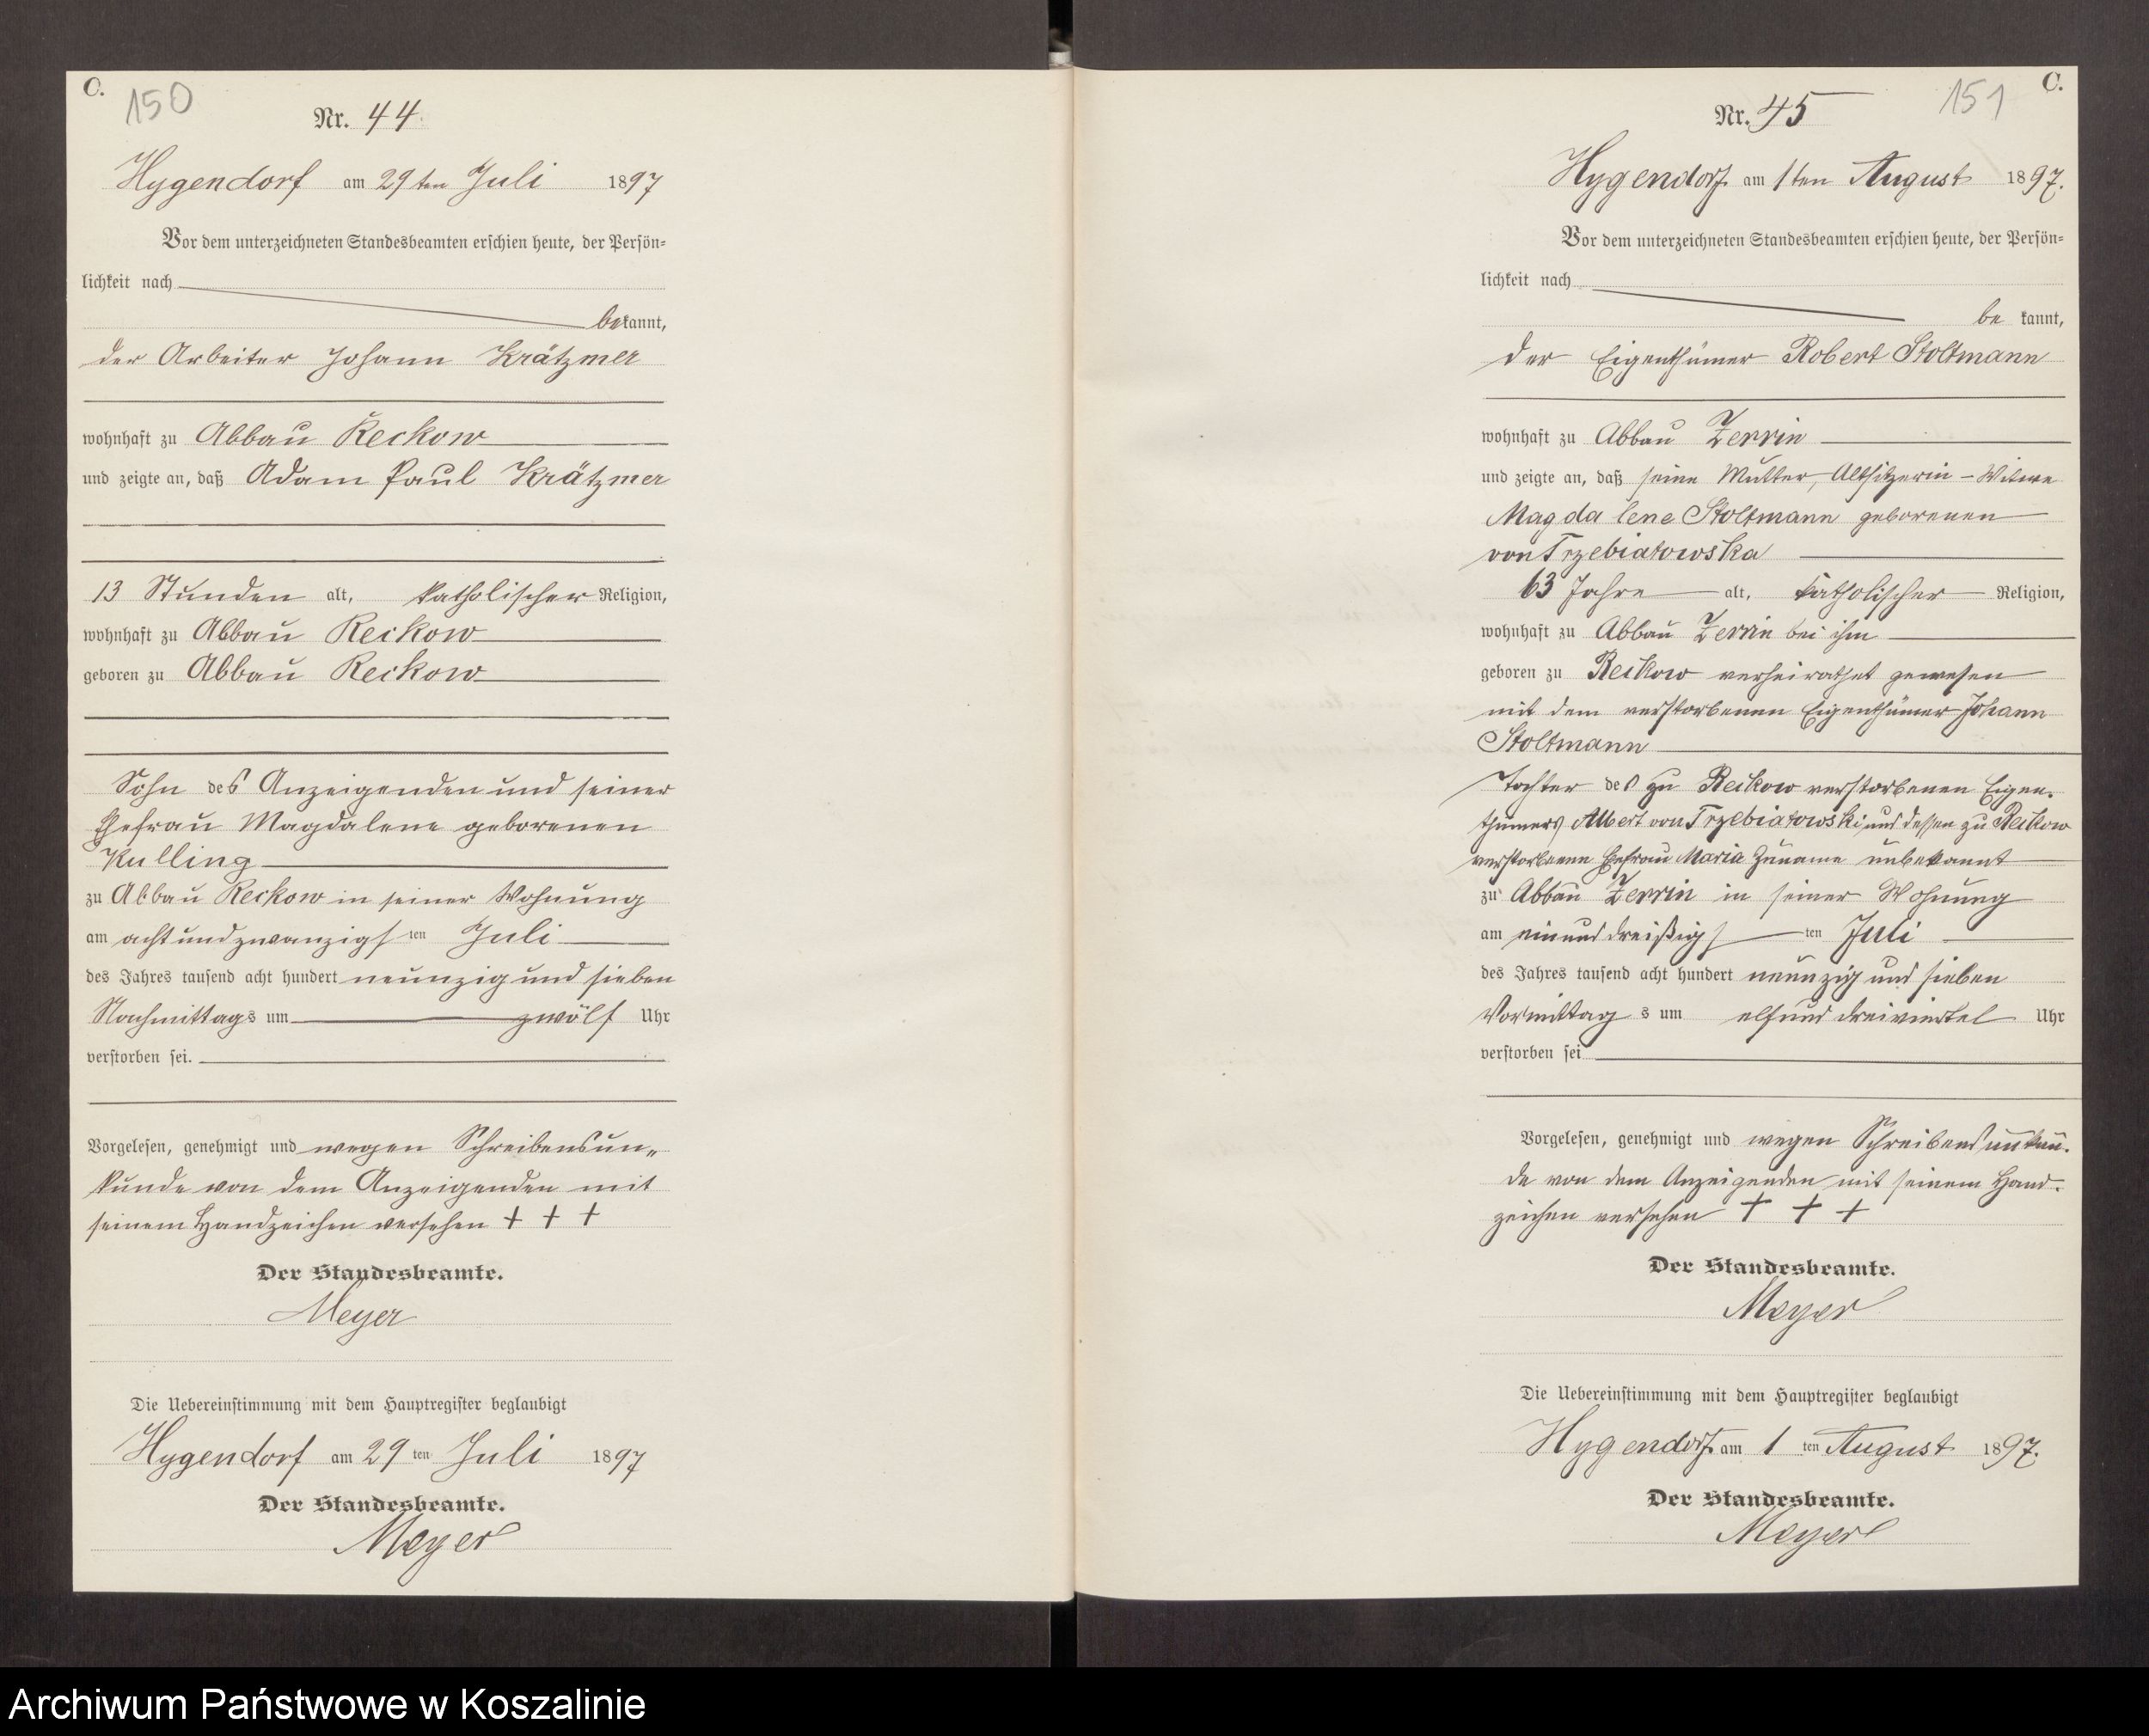 C.
150
Nr. 44
Hygendorf am 29ten Juli 1897
Vor dem unterzeichneten Standesbeamten erschien heute, der Persön-
lichkeit nach
bekannt,
der Arbeiter Johann Krätzmer
wohnhaft zu Abbau Reckow
und zeigte an, daß Adam Paul Krätzmer
13 Stunden alt, katholischer Religion,
wohnhaft zu Abbau Reckow
geboren zu Abbau Reckow
Sohn des Anzeigenden und seiner
Ehefrau Magdalene geborenen
Kulling
zu Abbau Reckow in seiner Wohnung
am achtundzwanzigsten Juli
des Jahres tausend acht hundert neunzig und sieben
Nachmittags um zwölf Uhr
verstorben sei.
Vorgelesen, genehmigt und wegen Schreibensun-
kunde von dem Anzeigenden mit
seinem Handzeichen versehen + + +
Der Standesbeamte.
Meyer
Die Uebereinstimmung mit dem Hauptregister beglaubigt
Hygendorf am 29ten Juli 1897
Der Standesbeamte.
Meyer
C.
151
Nr. 45
Hygendorf am 1ten August 1897.
Vor dem unterzeichneten Standesbeamten erschien heute, der Persön-
lichkeit nach
be kannt,
der Eigenthümer Robert Stoltmann
wohnhaft zu Abbau Zerrin
und zeigte an, daß seine Mutter, Altsitzerin - Witwe
Magdalene Stoltmann geborenen
von Trzebiatowska
63 Jahre alt, katholischer Religion,
wohnhaft zu Abbau Zerrin bei ihm
geboren zu Reckow verheirathet gewesen
mit dem verstorbenen Eigenthümer Johann
Stoltmann
Tochter des zu Reckow verstorbenen Eigen-
thümers Albert von Trzebiatowski und dessen zu Reckow
verstorbenen Ehefrau Maria Zuname unbekannt
zu Abbau Zerrin in seiner Wohnung
am einunddreißigsten Juli
des Jahres tausend acht hundert neunzig und sieben
Vormittags um elfunddreiviertel Uhr
verstorben sei
Vorgelesen, genehmigt und wegen Schreibensunkun-
de von dem Anzeigenden mit seinem Hand-
zeichen versehen + + +
Der Standesbeamte.
Meyer
Die Uebereinstimmung mit dem Hauptregister beglaubigt
Hygendorf am 1 ten August 1897.
Der Standesbeamte.
Meyer
Archiwum Państwowe w Koszalinie